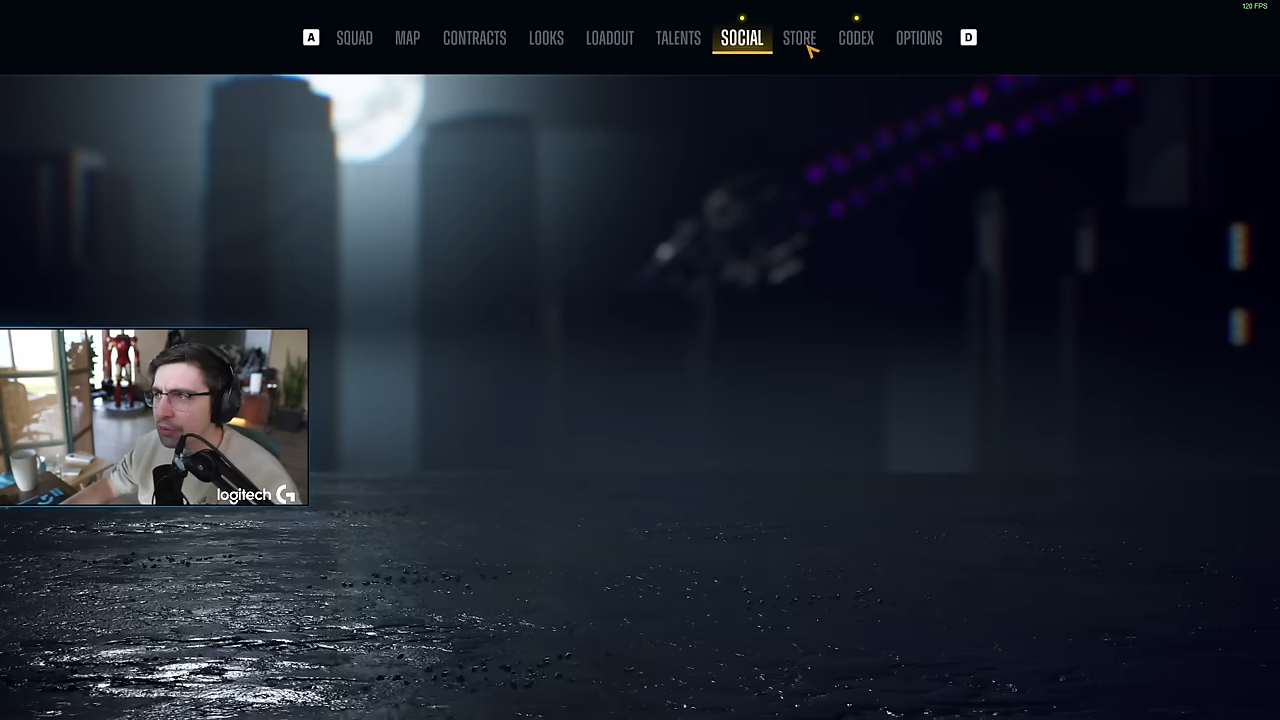 120 FPS
A SQUAD MAP CONTRACTS LOOKS LOADOUT TALENTS SOCIAL STORE CODEX OPTIONS D
logitech G